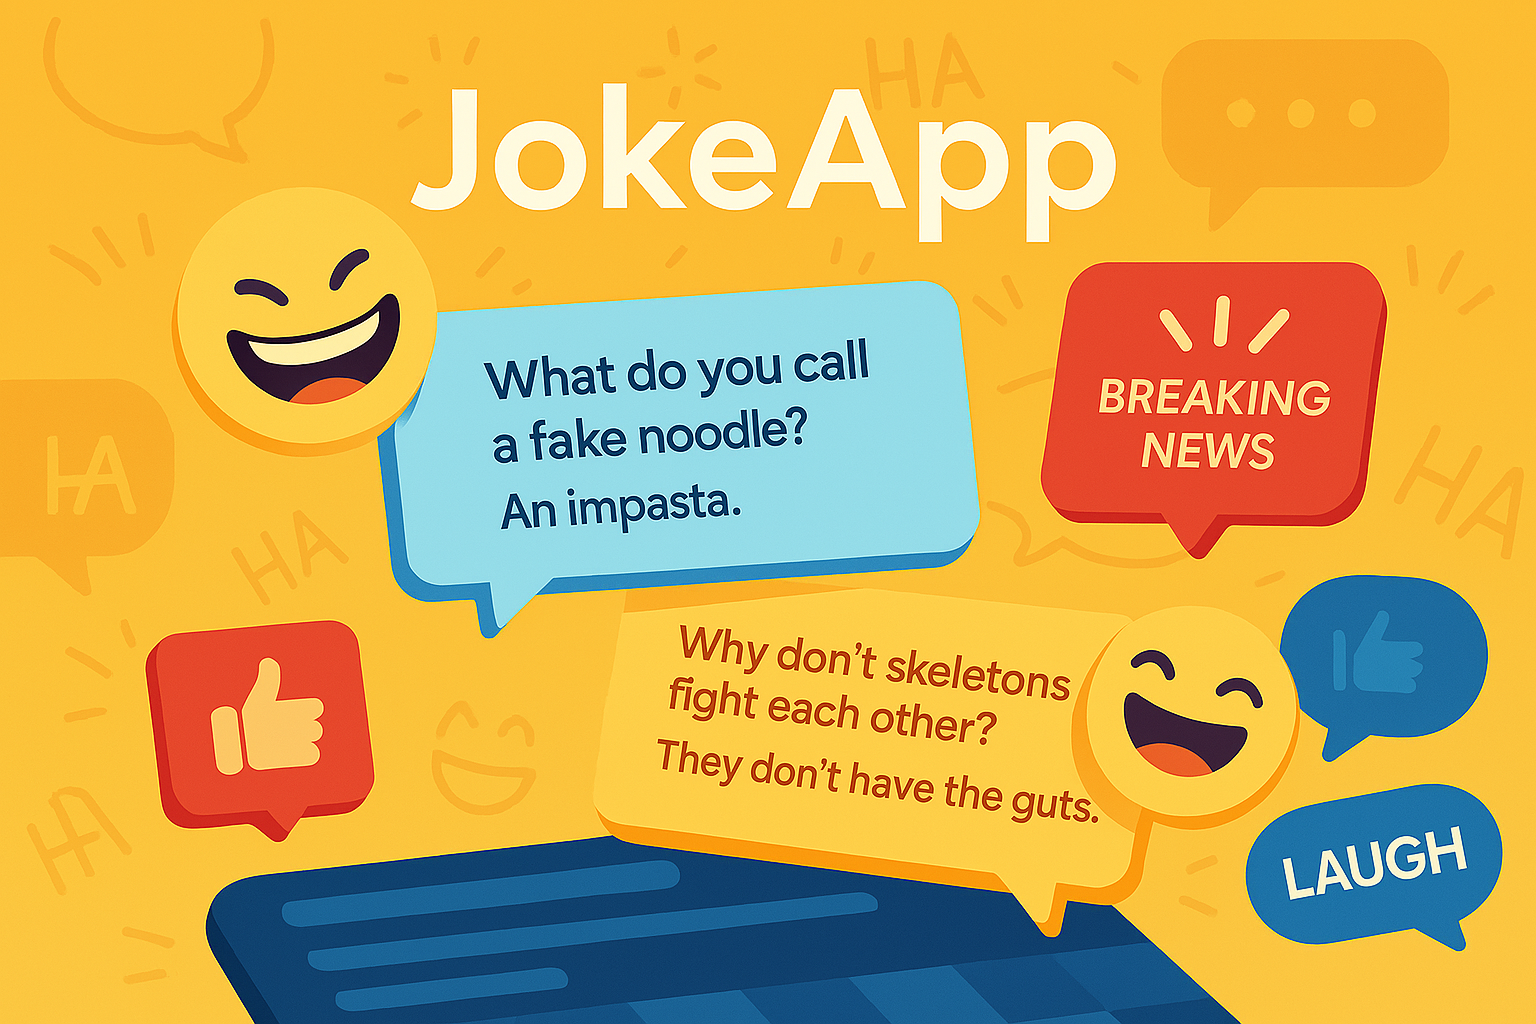 HA
JokeApp
What do you call
a fake noodle?
An impasta.
BREAKING
NEWS
HA
HA
HA
Why don't skeletons
fight each other?
They don't have the guts.
HA
LAUGH